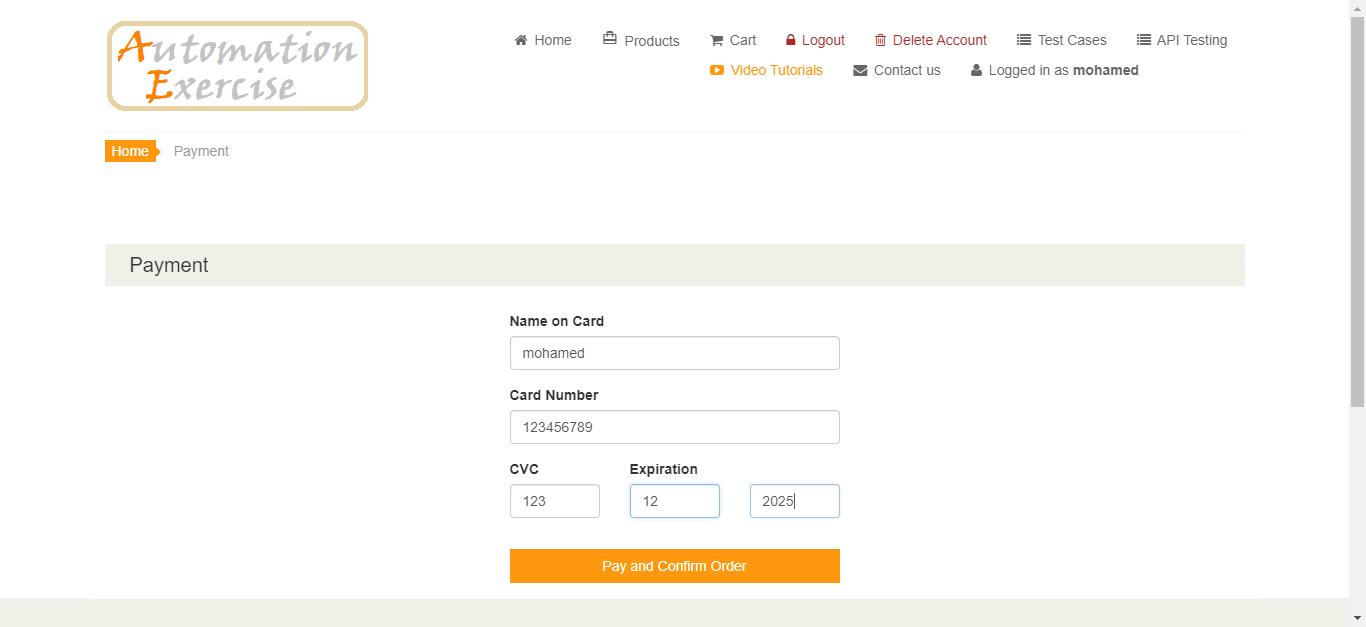 Automation
Exercise
Home Products Cart Logout Delete Account Test Cases API Testing
Video Tutorials Contact us Logged in as mohamed
Home Payment
Payment
Name on Card
mohamed
Card Number
123456789
CVC Expiration
123 12 2025
Pay and Confirm Order